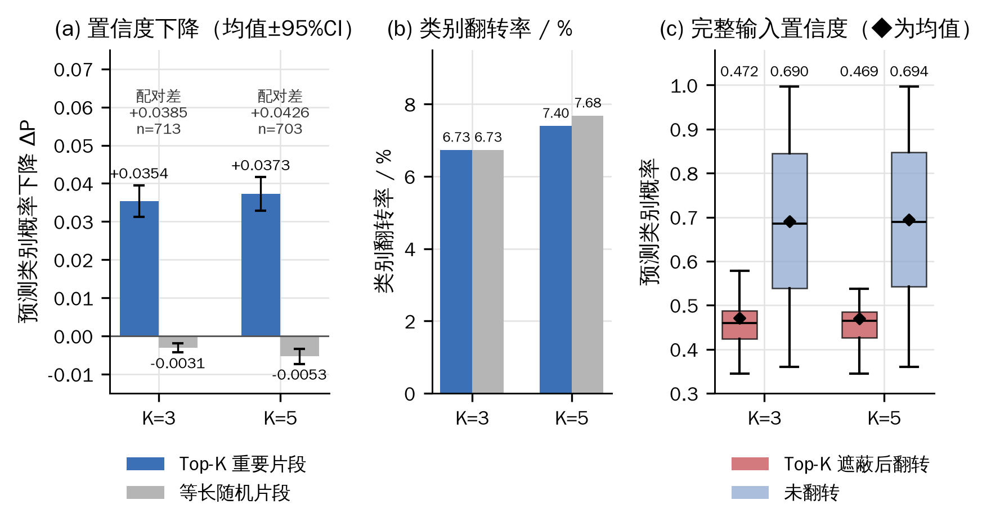 (a) 置信度下降（均值±95%CI）
预测类别概率下降 ΔP
0.07
0.06
0.05
0.04
0.03
0.02
0.01
0.00
-0.01
配对差
+0.0385
n=713
配对差
+0.0426
n=703
+0.0354
+0.0373
-0.0031
-0.0053
K=3
K=5
Top-K 重要片段
等长随机片段
(b) 类别翻转率 / %
类别翻转率 / %
8
6
4
2
0
6.73
6.73
7.40
7.68
K=3
K=5
(c) 完整输入置信度（◆为均值）
预测类别概率
1.0
0.9
0.8
0.7
0.6
0.5
0.4
0.3
0.472
0.690
0.469
0.694
K=3
K=5
Top-K 遮蔽后翻转
未翻转